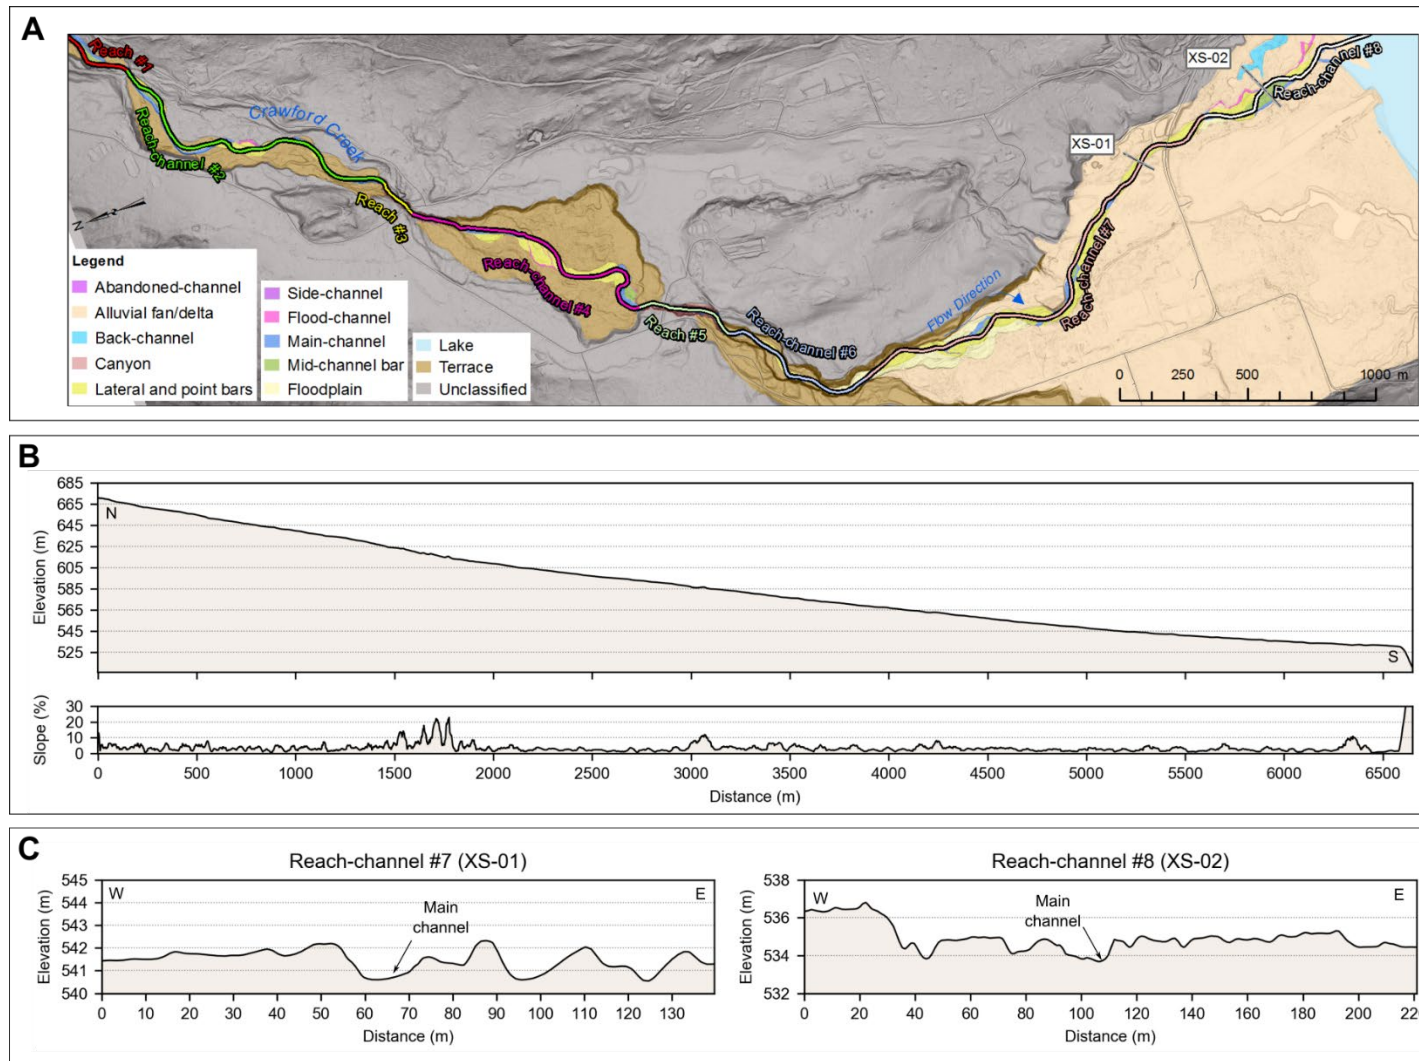 A
Reach #1
Reach-channel #2
Crawford Creek
Reach #3
Reach-channel #4
Reach #5
Reach-channel #6
Flow Direction
Reach-channel #7
XS-01
XS-02
Reach-channel #8
N
Z
Legend
Abandoned-channel
Alluvial fan/delta
Back-channel
Canyon
Lateral and point bars
Side-channel
Flood-channel
Main-channel
Mid-channel bar
Floodplain
Lake
Terrace
Unclassified
0 250 500 1000 m
B
685
665
645
625
605
585
565
545
525
Elevation (m)
N
S
30
20
10
0
Slope (%)
0 500 1000 1500 2000 2500 3000 3500 4000 4500 5000 5500 6000 6500
Distance (m)
C
Reach-channel #7 (XS-01)
545
544
543
542
541
540
Elevation (m)
W
E
Main
channel
0 10 20 30 40 50 60 70 80 90 100 110 120 130
Distance (m)
Reach-channel #8 (XS-02)
538
536
534
532
Elevation (m)
W
E
Main
channel
0 20 40 60 80 100 120 140 160 180 200 220
Distance (m)